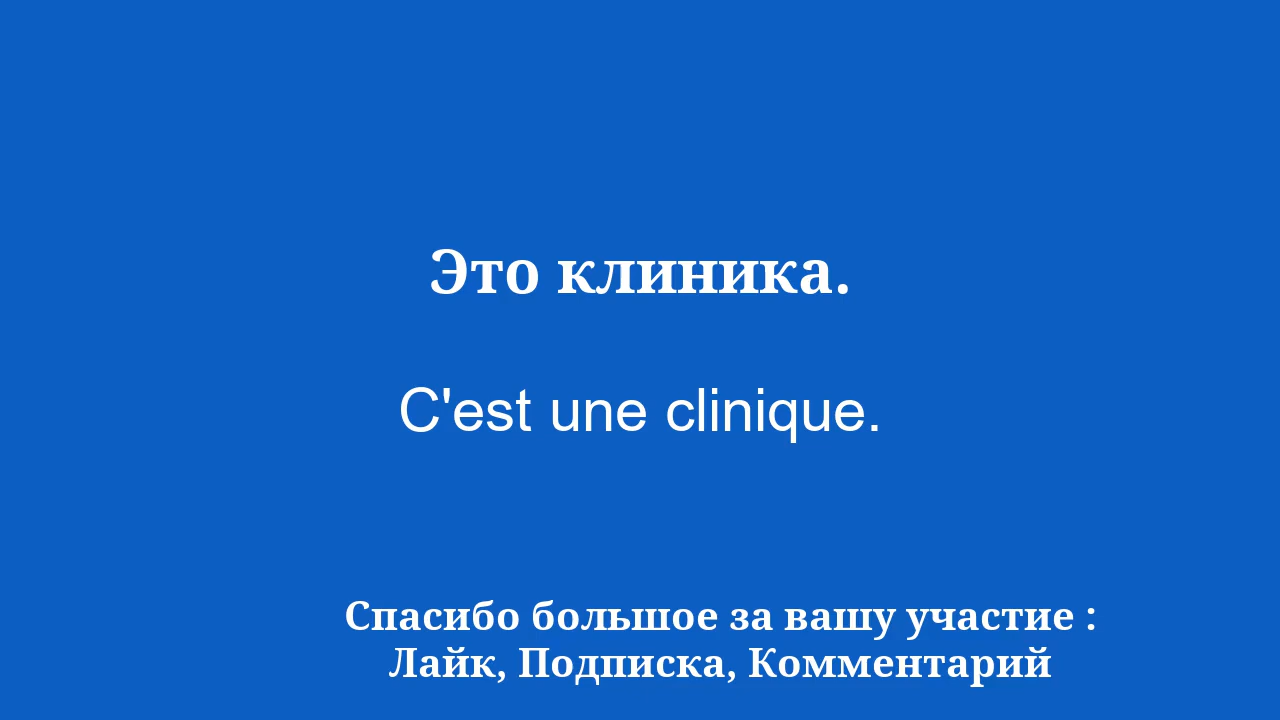 Это клиника.
C'est une clinique.
Спасибо большое за вашу участие :
Лайк, Подписка, Комментарий